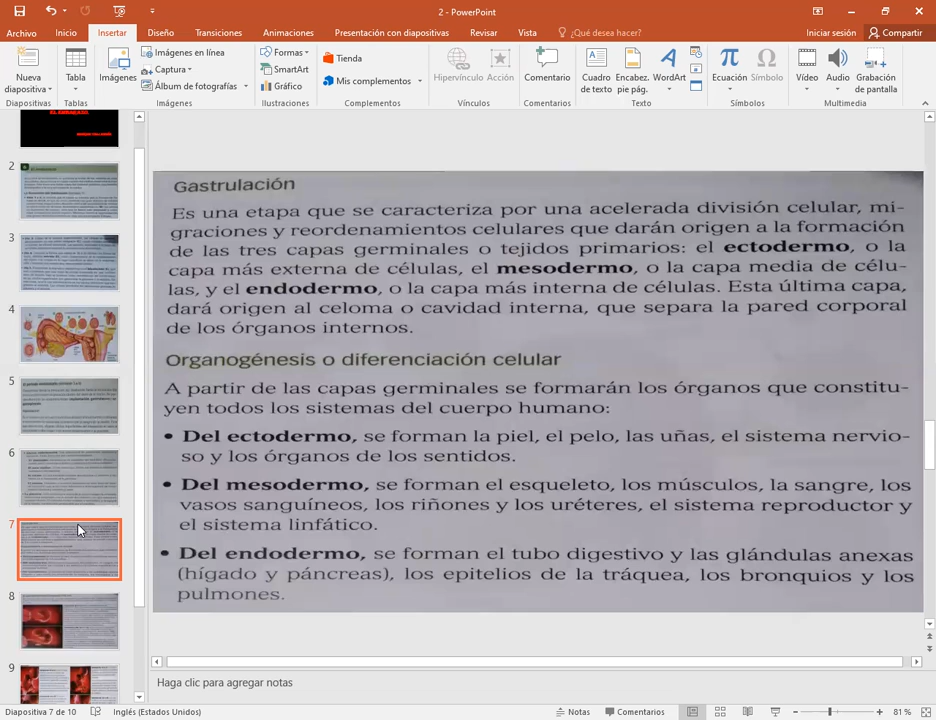 2 - PowerPoint
Archivo Inicio Insertar Diseño Transiciones Animaciones Presentación con diapositivas Revisar Vista ¿Qué desea hacer? Iniciar sesión Compartir
Nueva diapositiva
Tabla
Imágenes
Imágenes en línea
Captura
Álbum de fotografías
Formas
SmartArt
Gráfico
Tienda
Mis complementos
Hipervínculo
Acción
Comentario
Cuadro de texto
Encabez. pie pág.
WordArt
Ecuación
Símbolo
Vídeo
Audio
Grabación de pantalla
Diapositivas Tablas Imágenes Ilustraciones Complementos Vínculos Comentarios Texto Símbolos Multimedia
2
3
4
5
6
7
8
9
Gastrulación
Es una etapa que se caracteriza por una acelerada división celular, mi-
graciones y reordenamientos celulares que darán origen a la formación
de las tres capas germinales o tejidos primarios: el ectodermo, o la
capa más externa de células, el mesodermo, o la capa media de célu-
las, y el endodermo, o la capa más interna de células. Esta última capa,
dará origen al celoma o cavidad interna, que separa la pared corporal
de los órganos internos.
Organogénesis o diferenciación celular
A partir de las capas germinales se formarán los órganos que constitu-
yen todos los sistemas del cuerpo humano:
• Del ectodermo, se forman la piel, el pelo, las uñas, el sistema nervio-
so y los órganos de los sentidos.
• Del mesodermo, se forman el esqueleto, los músculos, la sangre, los
vasos sanguíneos, los riñones y los uréteres, el sistema reproductor y
el sistema linfático.
• Del endodermo, se forman el tubo digestivo y las glándulas anexas
(hígado y páncreas), los epitelios de la tráquea, los bronquios y los
pulmones.
Haga clic para agregar notas
Diapositiva 7 de 10 Inglés (Estados Unidos) Notas Comentarios 81 %